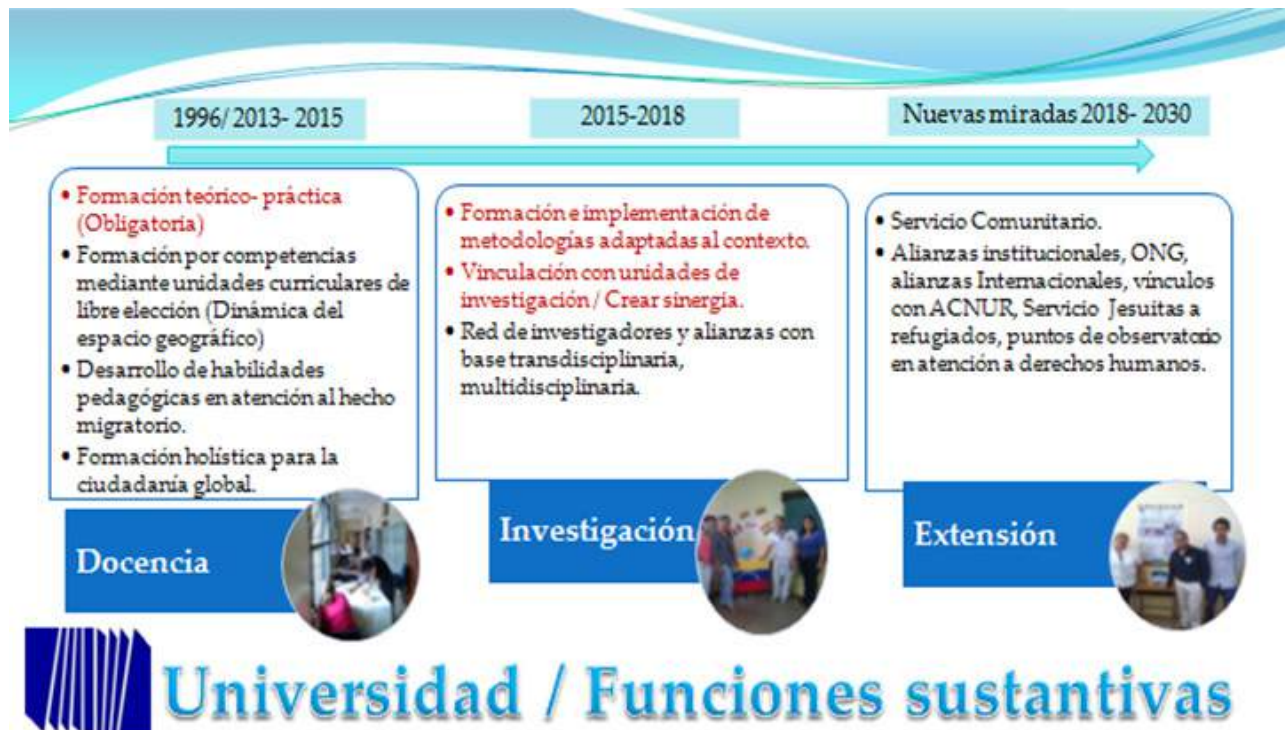 1996/ 2013- 2015
2015-2018
Nuevas miradas 2018- 2030
• Formación teórico- práctica
(Obligatoria)
• Formación por competencias
mediante unidades curriculares de
libre elección (Dinámica del
espacio geográfico)
• Desarrollo de habilidades
pedagógicas en atención al hecho
migratorio.
• Formación holística para la
ciudadanía global.
Docencia
• Formación e implementación de
metodologías adaptadas al contexto.
• Vinculación con unidades de
investigación / Crear sinergia.
• Red de investigadores y alianzas con
base transdisciplinaria,
multidisciplinaria.
Investigación
• Servicio Comunitario.
• Alianzas institucionales, ONG,
alianzas Internacionales, vínculos
con ACNUR, Servicio Jesuitas a
refugiados, puntos de observatorio
en atención a derechos humanos.
Extensión
Universidad / Funciones sustantivas